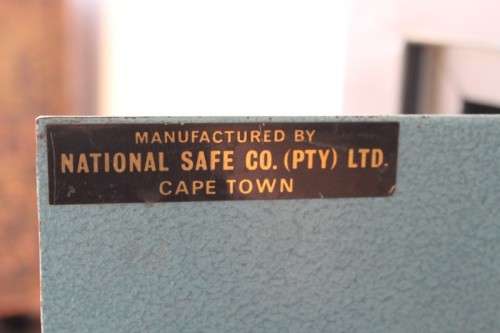 MANUFACTURED BY
NATIONAL SAFE CO. (PTY) LTD.
CAPE TOWN